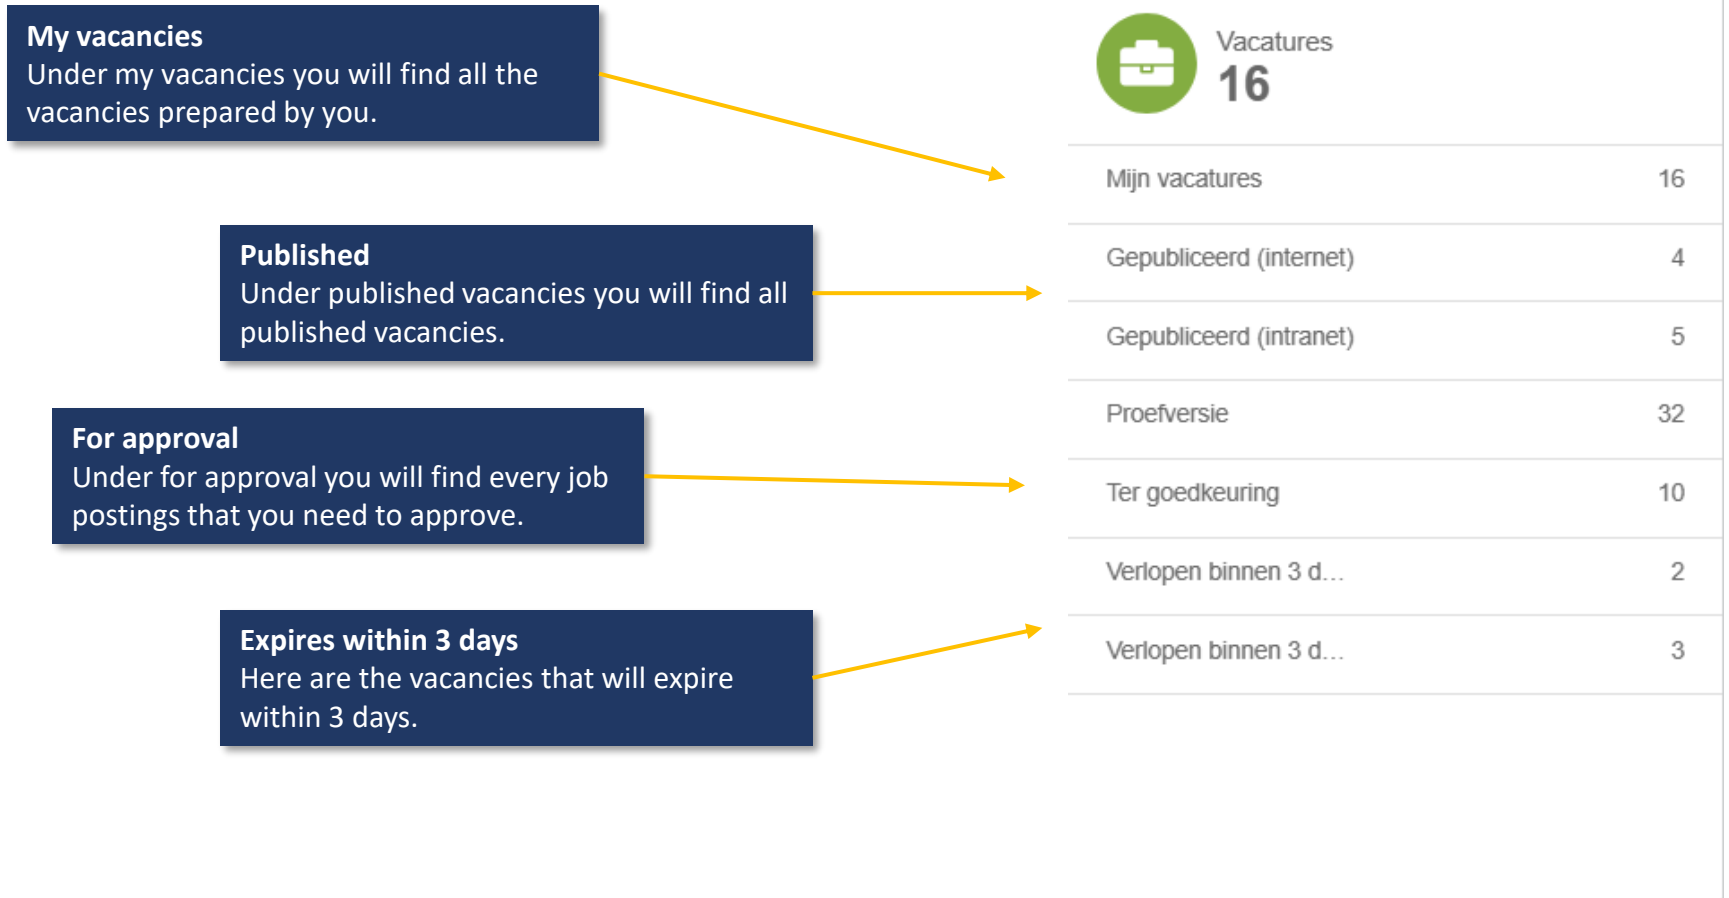 My vacancies
Under my vacancies you will find all the
vacancies prepared by you.
Published
Under published vacancies you will find all
published vacancies.
For approval
Under for approval you will find every job
postings that you need to approve.
Expires within 3 days
Here are the vacancies that will expire
within 3 days.
Vacatures
16
Mijn vacatures 16
Gepubliceerd (internet) 4
Gepubliceerd (intranet) 5
Proefversie 32
Ter goedkeuring 10
Verlopen binnen 3 d... 2
Verlopen binnen 3 d... 3